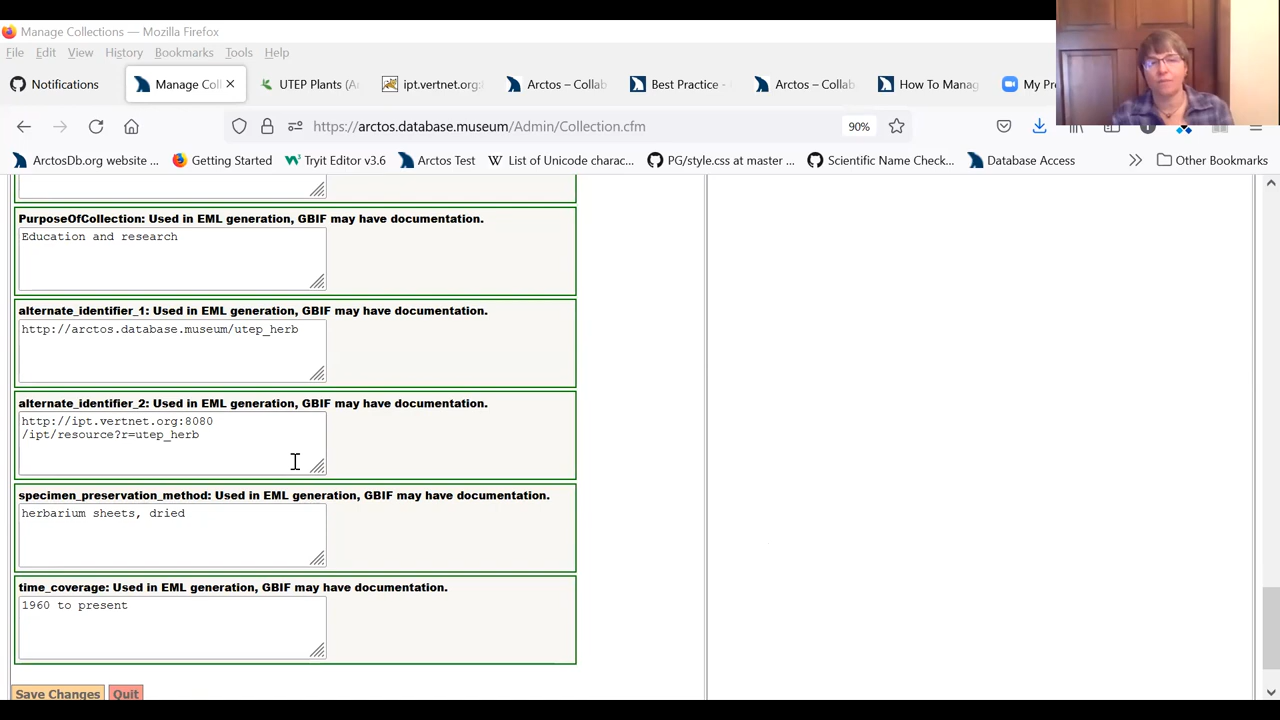 Manage Collections — Mozilla Firefox
File Edit View History Bookmarks Tools Help
Notifications
Manage Coll
UTEP Plants (Ar
ipt.vertnet.org:
Arctos – Collab
Best Practice -
Arctos – Collab
How To Manag
My Pr
https://arctos.database.museum/Admin/Collection.cfm
90%
ArctosDb.org website ...
Getting Started
Tryit Editor v3.6
Arctos Test
List of Unicode charac...
PG/style.css at master ...
Scientific Name Check...
Database Access
Other Bookmarks
PurposeOfCollection: Used in EML generation, GBIF may have documentation.
Education and research
alternate_identifier_1: Used in EML generation, GBIF may have documentation.
http://arctos.database.museum/utep_herb
alternate_identifier_2: Used in EML generation, GBIF may have documentation.
http://ipt.vertnet.org:8080
/ipt/resource?r=utep_herb
specimen_preservation_method: Used in EML generation, GBIF may have documentation.
herbarium sheets, dried
time_coverage: Used in EML generation, GBIF may have documentation.
1960 to present
Save Changes
Quit